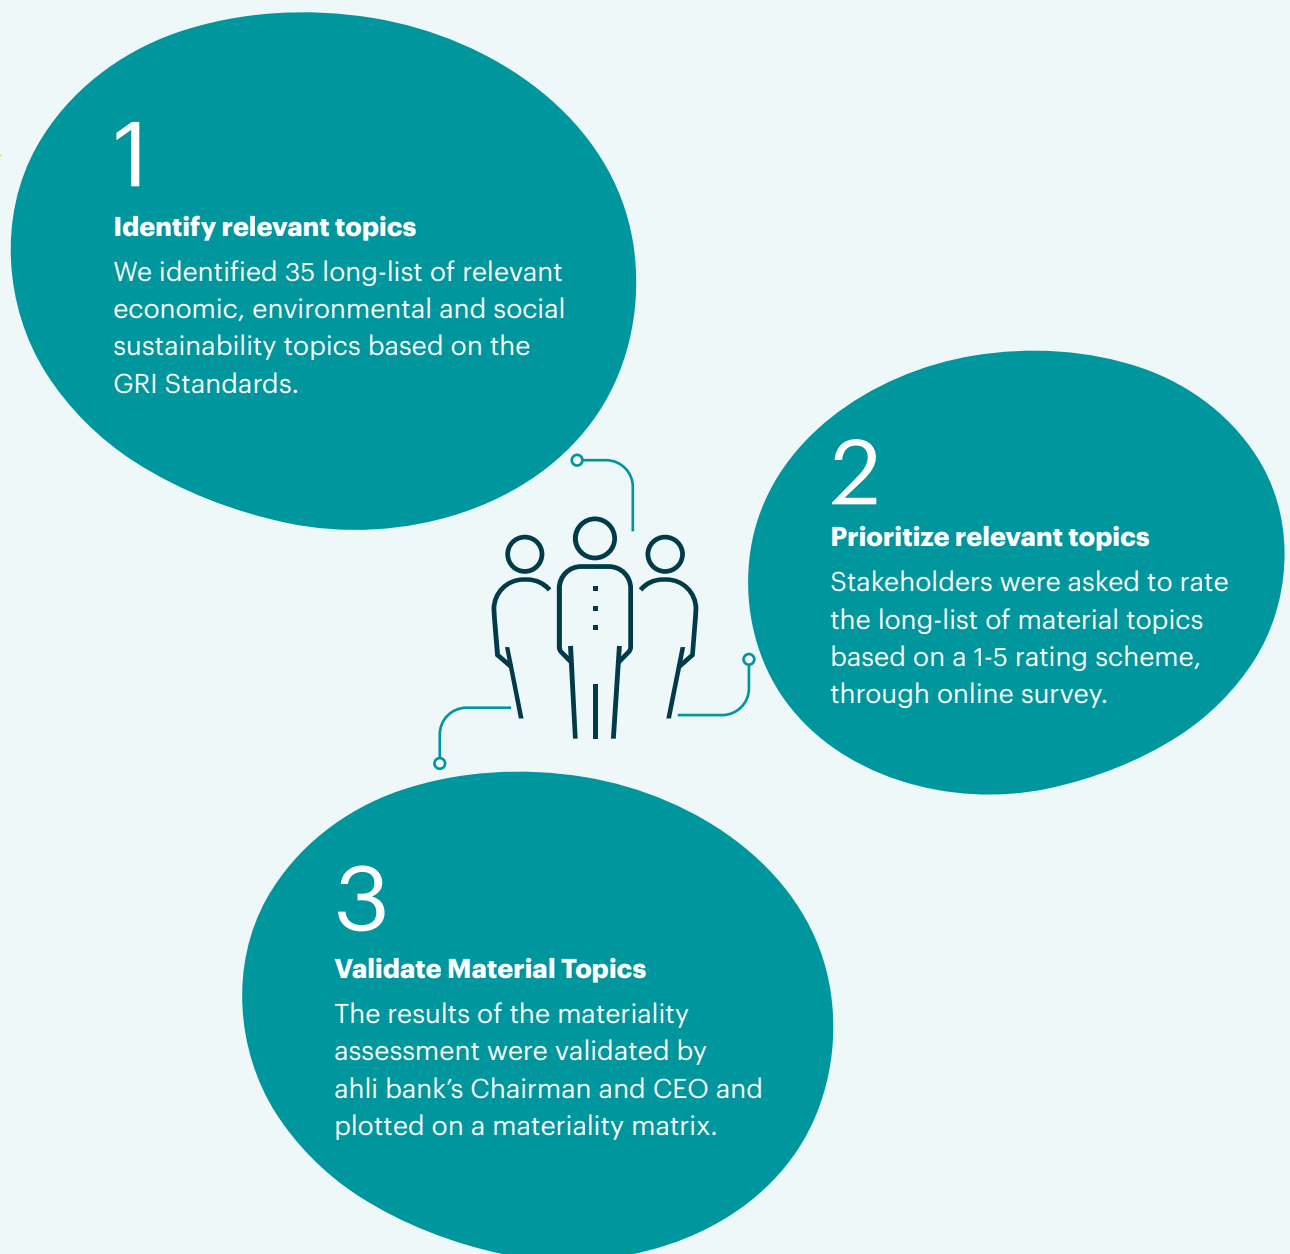 1
Identify relevant topics
We identified 35 long-list of relevant
economic, environmental and social
sustainability topics based on the
GRI Standards.
2
Prioritize relevant topics
Stakeholders were asked to rate
the long-list of material topics
based on a 1-5 rating scheme,
through online survey.
3
Validate Material Topics
The results of the materiality
assessment were validated by
ahli bank’s Chairman and CEO and
plotted on a materiality matrix.